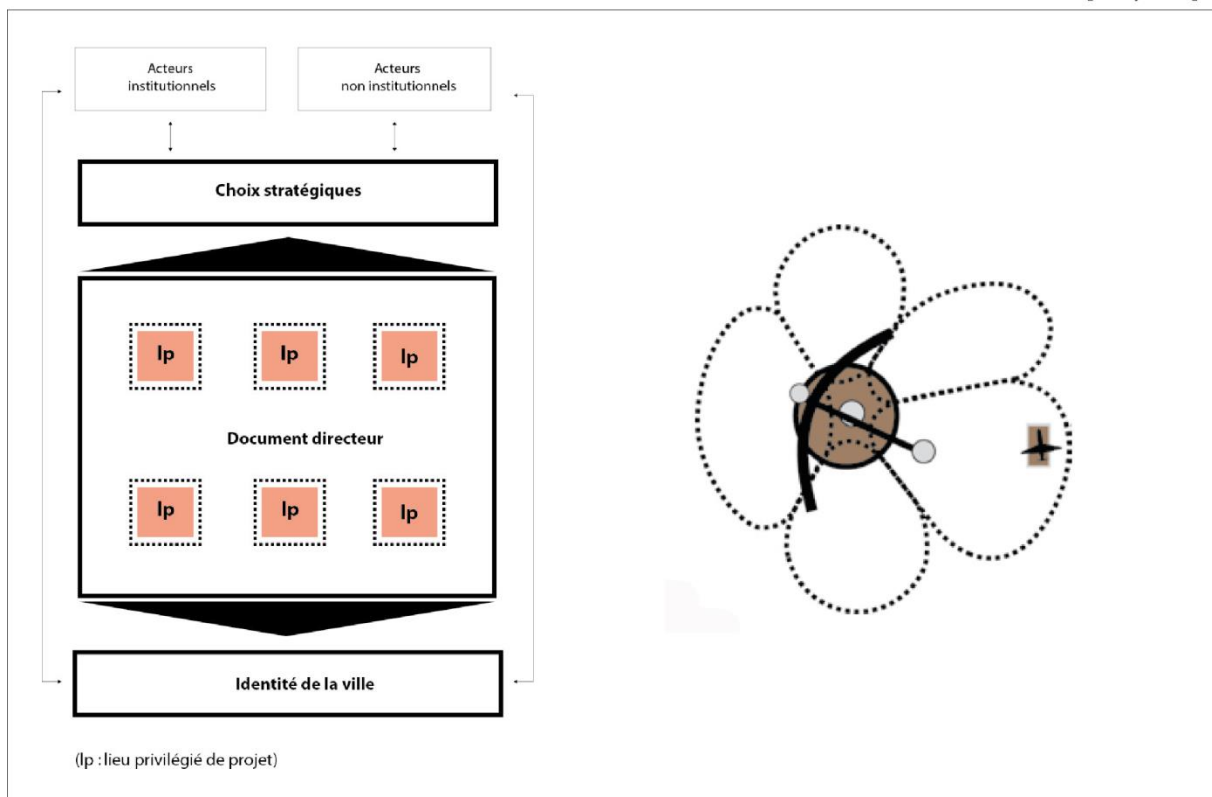 Acteurs
institutionnels
Acteurs
non institutionnels
Choix stratégiques
lp
lp
lp
Document directeur
lp
lp
lp
Identité de la ville
(lp : lieu privilégié de projet)